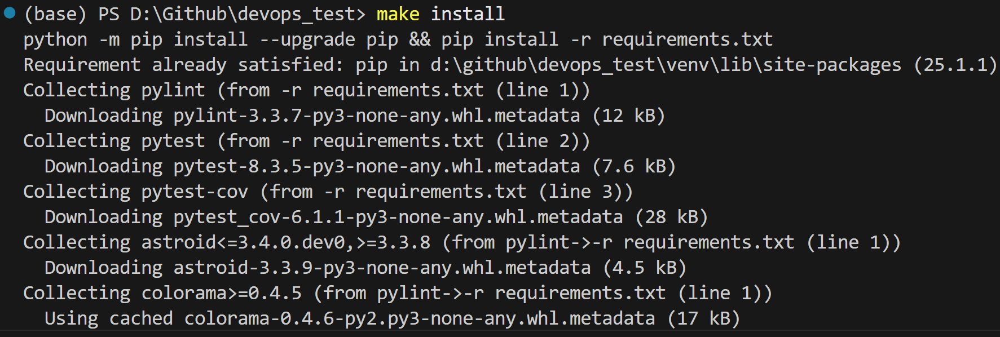 (base) PS D:\Github\devops_test> make install
python -m pip install --upgrade pip && pip install -r requirements.txt
Requirement already satisfied: pip in d:\github\devops_test\venv\lib\site-packages (25.1.1)
Collecting pylint (from -r requirements.txt (line 1))
  Downloading pylint-3.3.7-py3-none-any.whl.metadata (12 kB)
Collecting pytest (from -r requirements.txt (line 2))
  Downloading pytest-8.3.5-py3-none-any.whl.metadata (7.6 kB)
Collecting pytest-cov (from -r requirements.txt (line 3))
  Downloading pytest_cov-6.1.1-py3-none-any.whl.metadata (28 kB)
Collecting astroid<=3.4.0.dev0,>=3.3.8 (from pylint->-r requirements.txt (line 1))
  Downloading astroid-3.3.9-py3-none-any.whl.metadata (4.5 kB)
Collecting colorama>=0.4.5 (from pylint->-r requirements.txt (line 1))
  Using cached colorama-0.4.6-py2.py3-none-any.whl.metadata (17 kB)